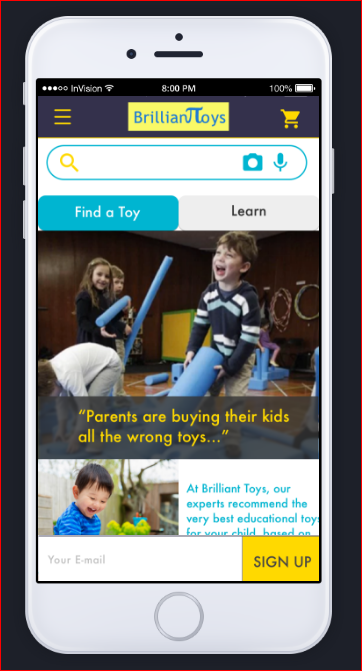 InVision 8:00 PM 100%
BrilliantToys
Find a Toy Learn
“Parents are buying their kids
all the wrong toys...”
At Brilliant Toys, our
experts recommend the
very best educational toys
for your child, based on
Your E-mail SIGN UP